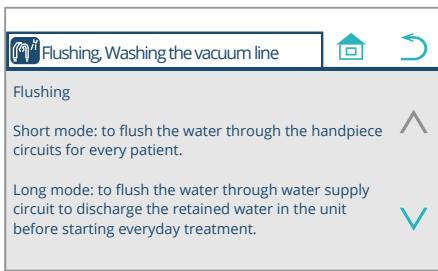 Flushing, Washing the vacuum line
Flushing
Short mode: to flush the water through the handpiece
circuits for every patient.
Long mode: to flush the water through water supply
circuit to discharge the retained water in the unit
before starting everyday treatment.